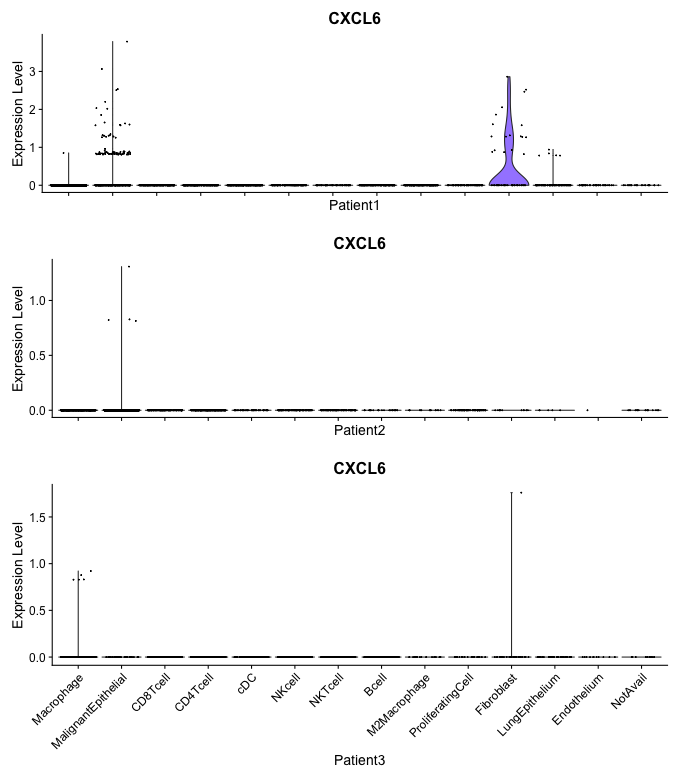 CXCL6
Expression Level
3
2
1
0
Patient1
CXCL6
Expression Level
1.0
0.5
0.0
Patient2
CXCL6
Expression Level
1.5
1.0
0.5
0.0
Macrophage
MalignantEpithelial
CD8Tcell
CD4Tcell
cDC
NKcell
NKTcell
Bcell
M2Macrophage
ProliferatingCell
Fibroblast
LungEpithelium
Endothelium
NotAvail
Patient3